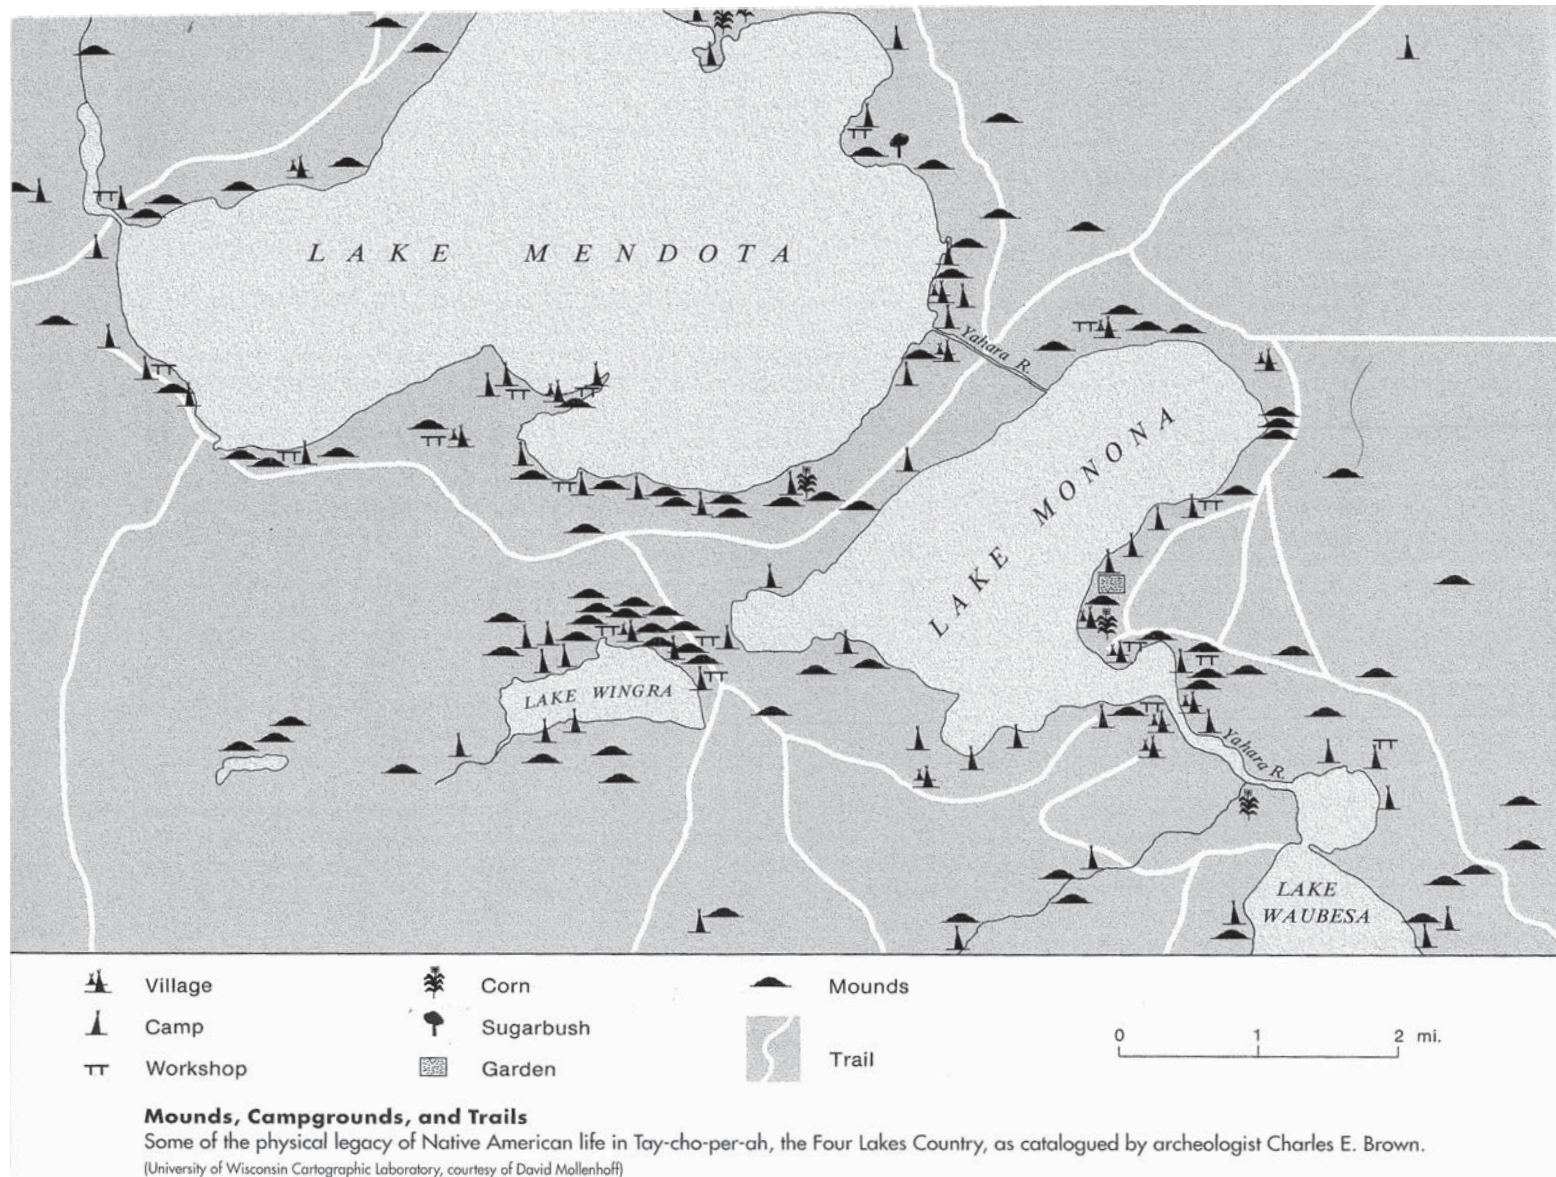 LAKE MENDOTA
Yahara R.
LAKE MONONA
LAKE WINGRA
Yahara R.
LAKE
WAUBESA
Village
Corn
Mounds
Camp
Sugarbush
0 1 2 mi.
Trail
Workshop
Garden
Mounds, Campgrounds, and Trails
Some of the physical legacy of Native American life in Tay-cho-per-ah, the Four Lakes Country, as catalogued by archeologist Charles E. Brown.
(University of Wisconsin Cartographic Laboratory, courtesy of David Mollenhoff)